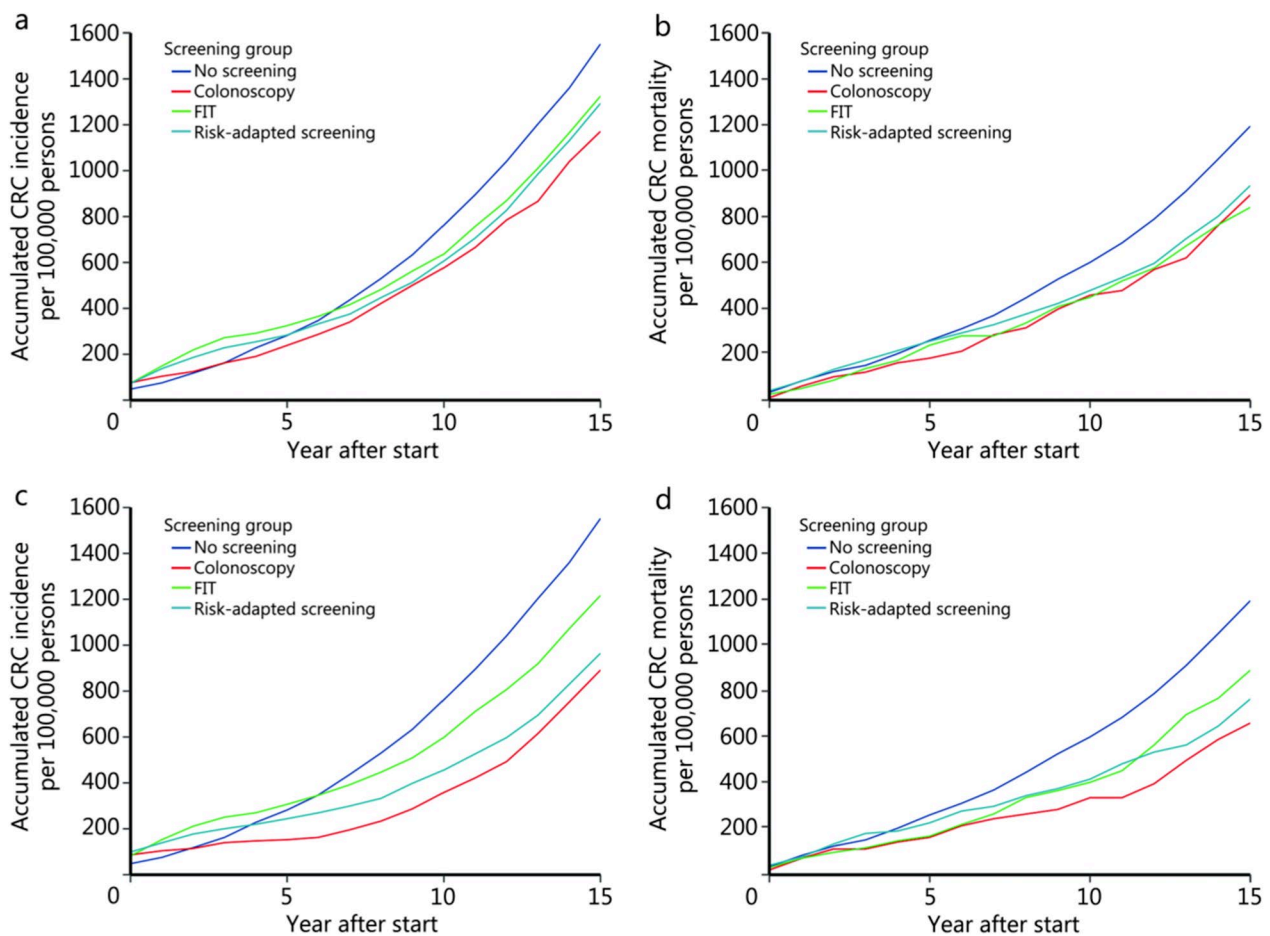 a
Accumulated CRC incidence
per 100,000 persons
1600
1400
1200
1000
800
600
400
200
0
5
10
15
Year after start
Screening group
No screening
Colonoscopy
FIT
Risk-adapted screening
b
Accumulated CRC mortality
per 100,000 persons
1600
1400
1200
1000
800
600
400
200
0
5
10
15
Year after start
Screening group
No screening
Colonoscopy
FIT
Risk-adapted screening
c
Accumulated CRC incidence
per 100,000 persons
1600
1400
1200
1000
800
600
400
200
0
5
10
15
Year after start
Screening group
No screening
Colonoscopy
FIT
Risk-adapted screening
d
Accumulated CRC mortality
per 100,000 persons
1600
1400
1200
1000
800
600
400
200
0
5
10
15
Year after start
Screening group
No screening
Colonoscopy
FIT
Risk-adapted screening